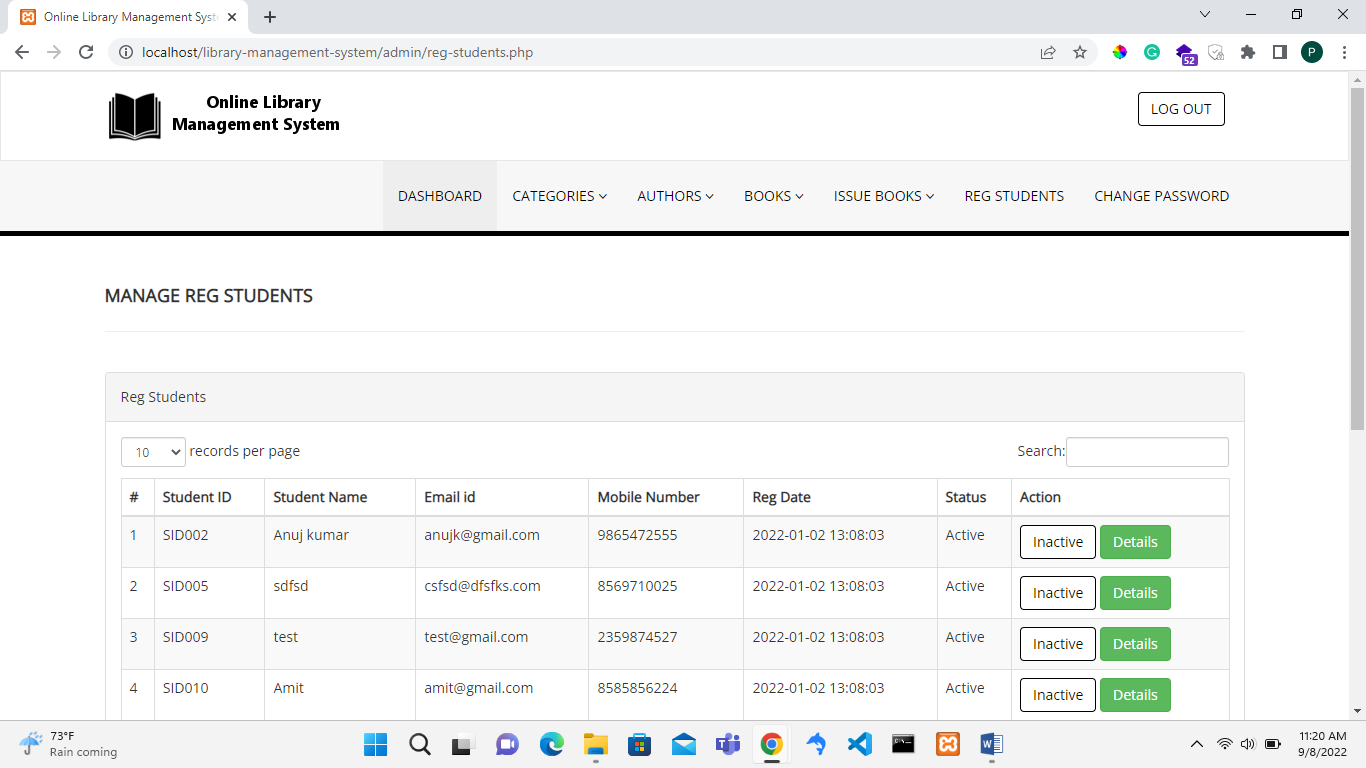 Online Library Management Syst
localhost/library-management-system/admin/reg-students.php
52
P
Online Library
Management System
LOG OUT
DASHBOARD CATEGORIES AUTHORS BOOKS ISSUE BOOKS REG STUDENTS CHANGE PASSWORD
MANAGE REG STUDENTS
Reg Students
10 records per page Search:
# Student ID Student Name Email id Mobile Number Reg Date Status Action
1 SID002 Anuj kumar anujk@gmail.com 9865472555 2022-01-02 13:08:03 Active Inactive Details
2 SID005 sdfsd csfsd@dfsfks.com 8569710025 2022-01-02 13:08:03 Active Inactive Details
3 SID009 test test@gmail.com 2359874527 2022-01-02 13:08:03 Active Inactive Details
4 SID010 Amit amit@gmail.com 8585856224 2022-01-02 13:08:03 Active Inactive Details
73°F
Rain coming
11:20 AM
9/8/2022